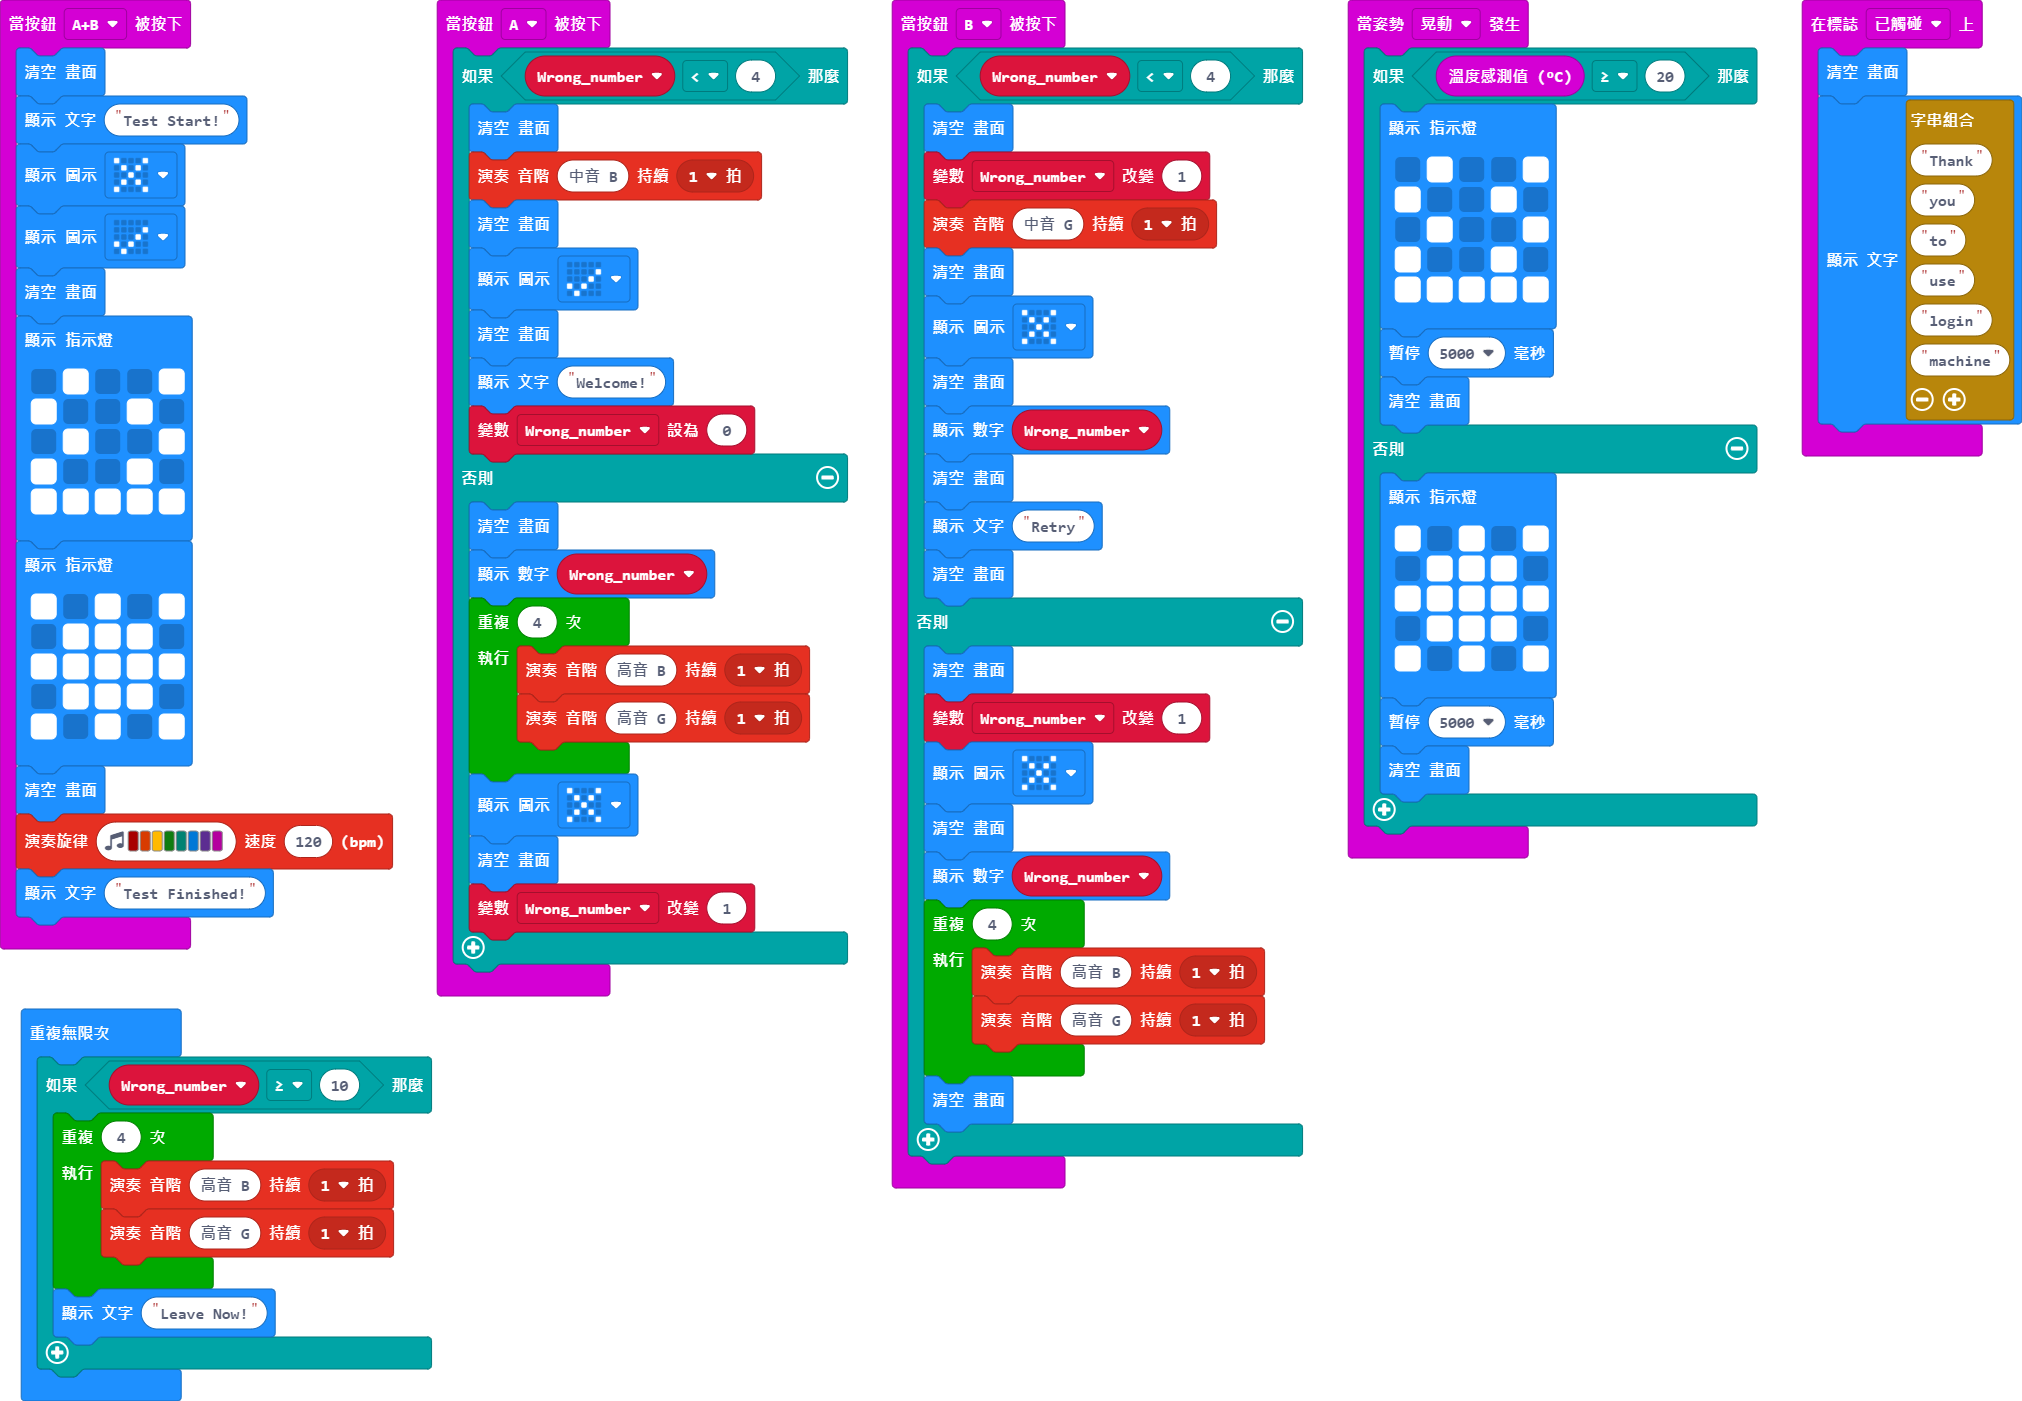 當按鈕 A+B 被按下
清空 畫面
顯示 文字 "Test Start!"
顯示 圖示
顯示 圖示
清空 畫面
顯示 指示燈
顯示 指示燈
清空 畫面
演奏旋律 速度 120 (bpm)
顯示 文字 "Test Finished!"
重複無限次
如果 Wrong_number ≥ 10 那麼
重複 4 次
執行
演奏 音階 高音 B 持續 1 拍
演奏 音階 高音 G 持續 1 拍
顯示 文字 "Leave Now!"
當按鈕 A 被按下
如果 Wrong_number < 4 那麼
清空 畫面
演奏 音階 中音 B 持續 1 拍
清空 畫面
顯示 圖示
清空 畫面
顯示 文字 "Welcome!"
變數 Wrong_number 設為 0
否則
清空 畫面
顯示 數字 Wrong_number
重複 4 次
執行
演奏 音階 高音 B 持續 1 拍
演奏 音階 高音 G 持續 1 拍
顯示 圖示
清空 畫面
變數 Wrong_number 改變 1
當按鈕 B 被按下
如果 Wrong_number < 4 那麼
清空 畫面
變數 Wrong_number 改變 1
演奏 音階 中音 G 持續 1 拍
清空 畫面
顯示 圖示
清空 畫面
顯示 數字 Wrong_number
清空 畫面
顯示 文字 "Retry"
清空 畫面
否則
清空 畫面
變數 Wrong_number 改變 1
顯示 圖示
清空 畫面
顯示 數字 Wrong_number
重複 4 次
執行
演奏 音階 高音 B 持續 1 拍
演奏 音階 高音 G 持續 1 拍
清空 畫面
當姿勢 晃動 發生
如果 溫度感測值 (°C) ≥ 20 那麼
顯示 指示燈
暫停 5000 毫秒
清空 畫面
否則
顯示 指示燈
暫停 5000 毫秒
清空 畫面
在標誌 已觸碰 上
清空 畫面
顯示 文字
字串組合
"Thank"
"you"
"to"
"use"
"login"
"machine"